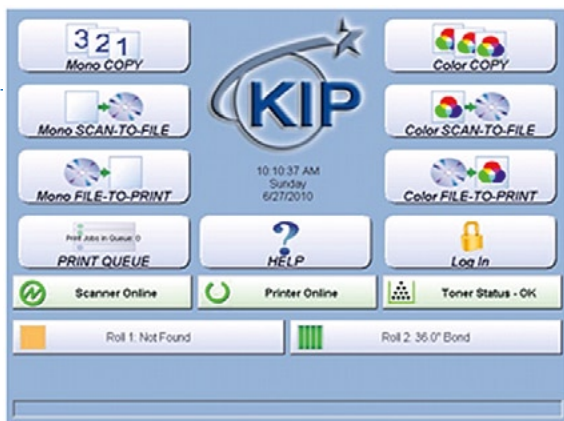 3 2 1
Mono COPY
KIP
Color COPY
Mono SCAN-TO-FILE
Color SCAN-TO-FILE
10:10:37 AM
Sunday
6/27/2010
Mono FILE-TO-PRINT
Color FILE-TO-PRINT
Print Jobs in Queue: 0
PRINT QUEUE
?
HELP
Log In
Scanner Online
Printer Online
Toner Status - OK
Roll 1: Not Found
Roll 2: 36.0" Bond